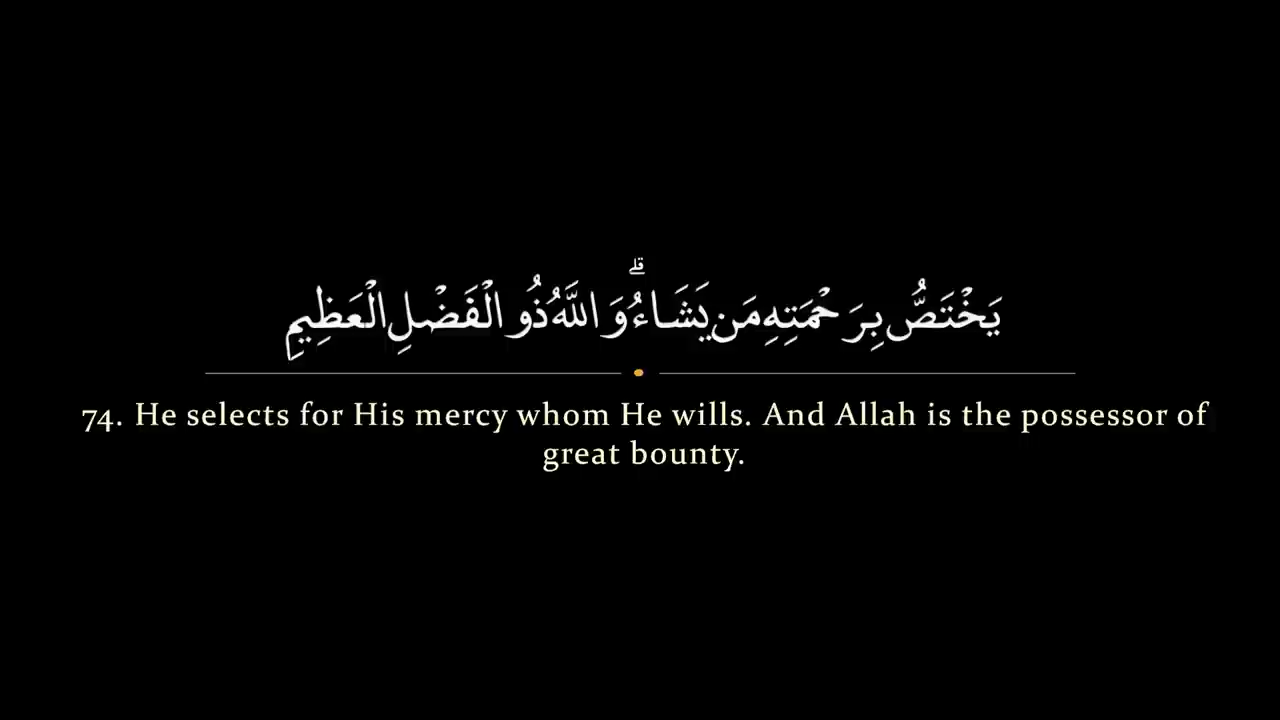 يَخْتَصُّ بِرَحْمَتِهِ مَن يَشَاءُ ۗ وَاللَّهُ ذُو الْفَضْلِ الْعَظِيمِ
74. He selects for His mercy whom He wills. And Allah is the possessor of
great bounty.